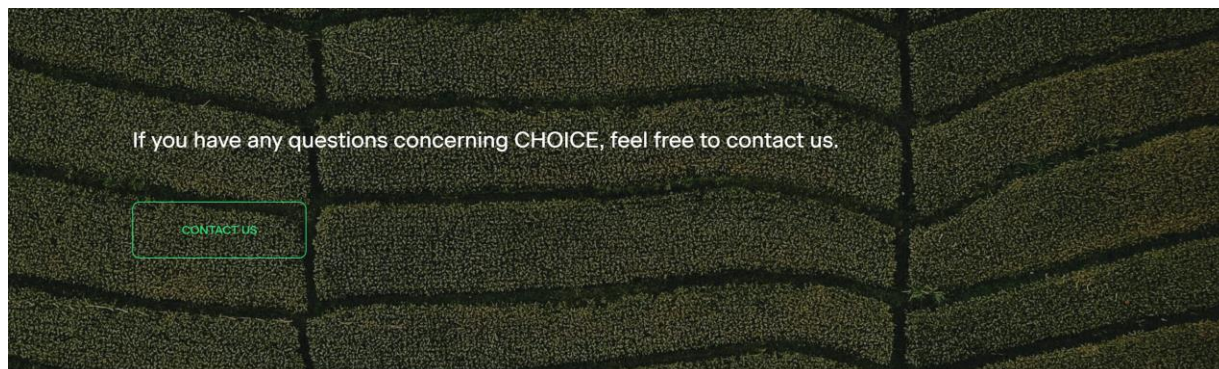 If you have any questions concerning CHOICE, feel free to contact us.
CONTACT US